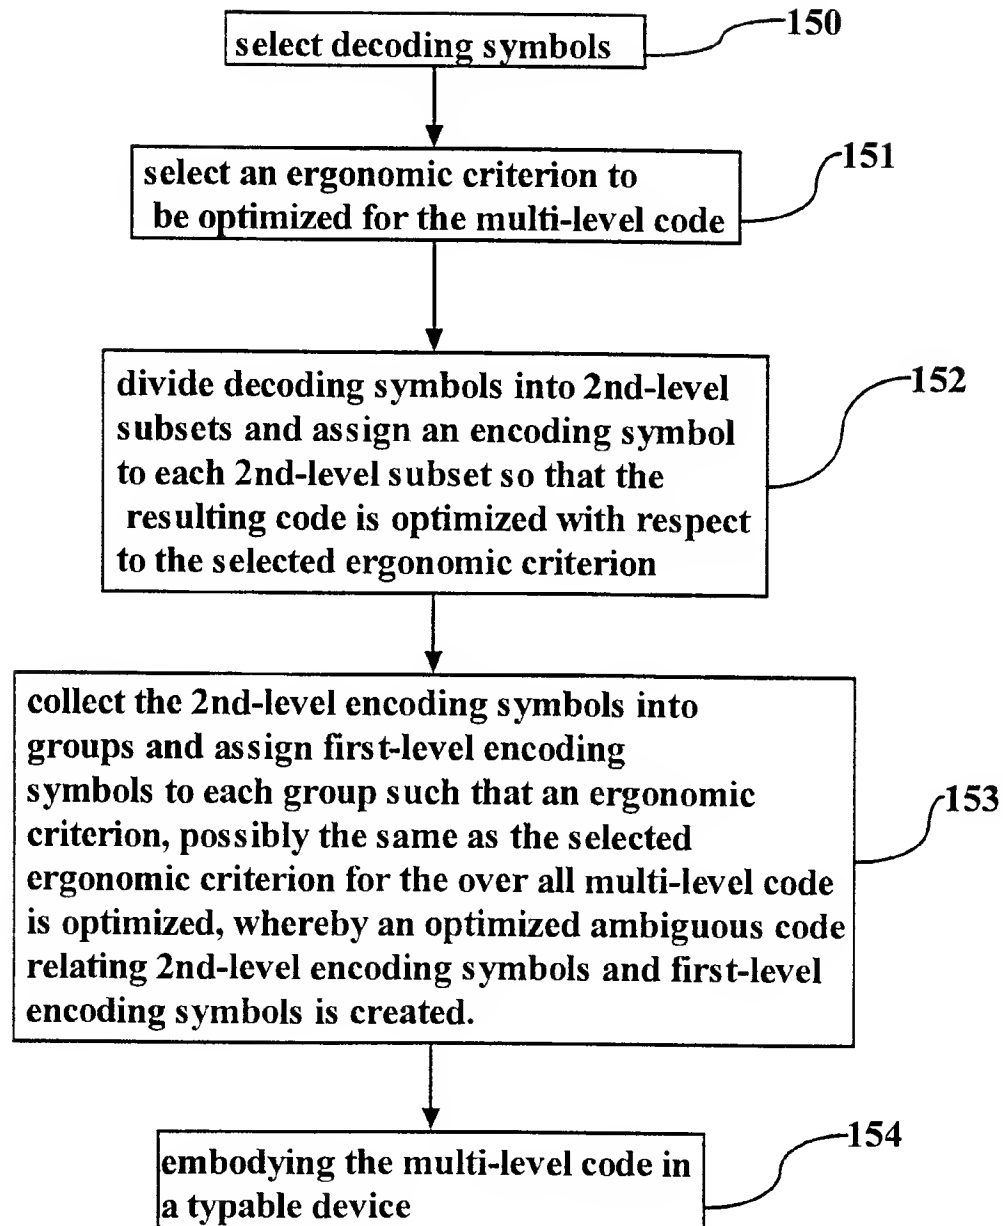 select decoding symbols
150
select an ergonomic criterion to
be optimized for the multi-level code
151
divide decoding symbols into 2nd-level
subsets and assign an encoding symbol
to each 2nd-level subset so that the
resulting code is optimized with respect
to the selected ergonomic criterion
152
collect the 2nd-level encoding symbols into
groups and assign first-level encoding
symbols to each group such that an ergonomic
criterion, possibly the same as the selected
ergonomic criterion for the over all multi-level code
is optimized, whereby an optimized ambiguous code
relating 2nd-level encoding symbols and first-level
encoding symbols is created.
153
embodying the multi-level code in
a typable device
154